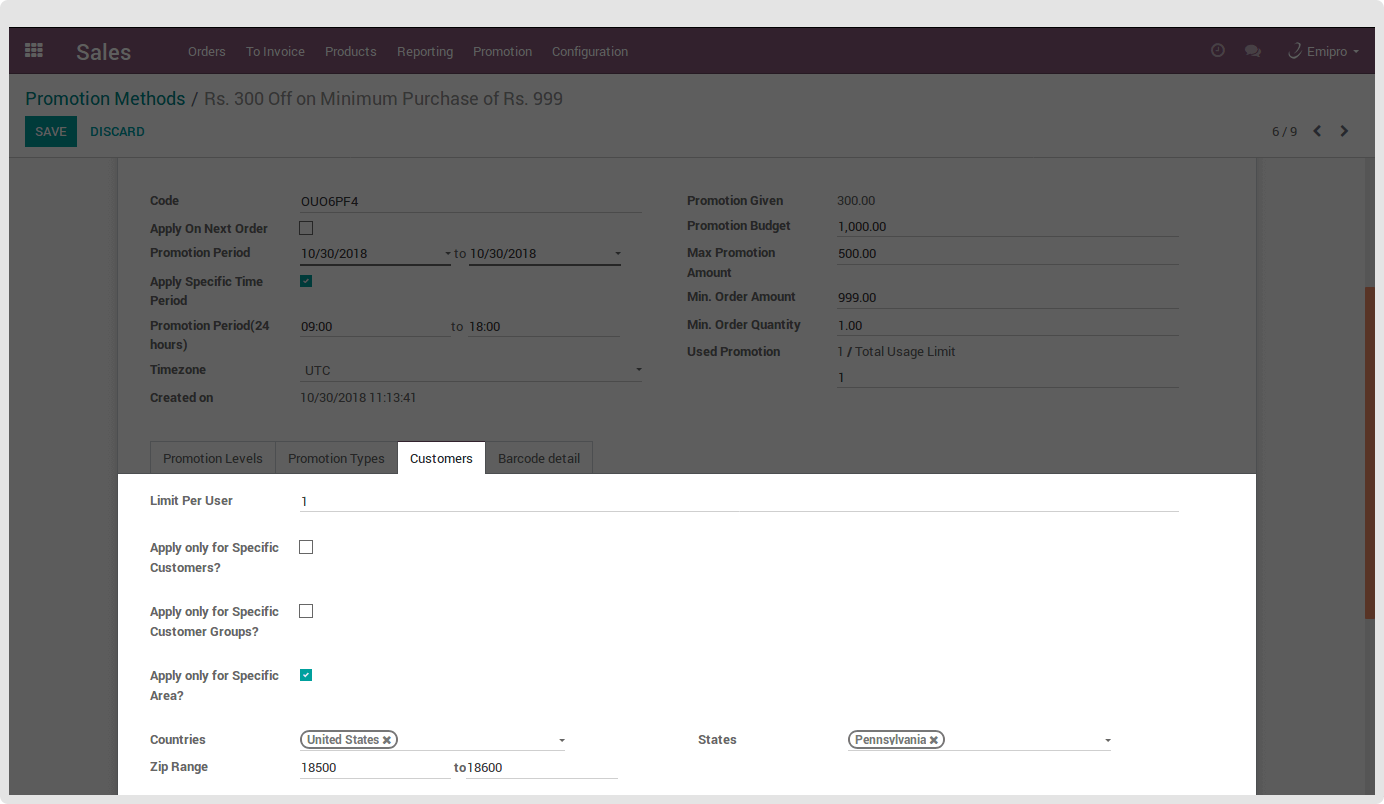 Sales Orders To Invoice Products Reporting Promotion Configuration Emipro
Promotion Methods / Rs. 300 Off on Minimum Purchase of Rs. 999
SAVE DISCARD 6 / 9
Code OUO6PF4
Apply On Next Order
Promotion Period 10/30/2018 to 10/30/2018
Apply Specific Time
Period
Promotion Period(24
hours) 09:00 to 18:00
Timezone UTC
Created on 10/30/2018 11:13:41
Promotion Given 300.00
Promotion Budget 1,000.00
Max Promotion
Amount 500.00
Min. Order Amount 999.00
Min. Order Quantity 1.00
Used Promotion 1 / Total Usage Limit
1
Promotion Levels Promotion Types Customers Barcode detail
Limit Per User 1
Apply only for Specific
Customers?
Apply only for Specific
Customer Groups?
Apply only for Specific
Area?
Countries United States States Pennsylvania
Zip Range 18500 to 18600